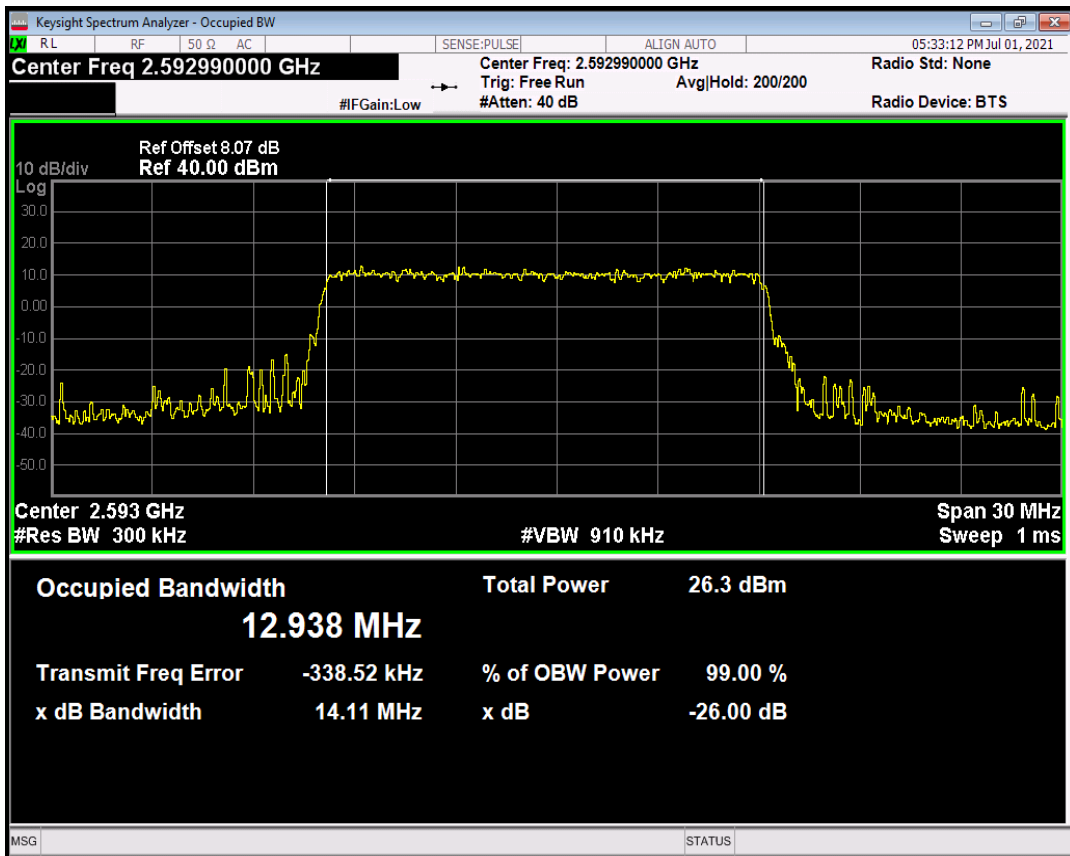 Keysight Spectrum Analyzer - Occupied BW
LXI RL RF 50 Ω AC SENSE:PULSE ALIGN AUTO 05:33:12 PM Jul 01, 2021
Center Freq 2.592990000 GHz Center Freq: 2.592990000 GHz Radio Std: None
Trig: Free Run Avg|Hold: 200/200
#IFGain:Low #Atten: 40 dB Radio Device: BTS
Ref Offset 8.07 dB
10 dB/div Ref 40.00 dBm
Log
30.0
20.0
10.0
0.00
-10.0
-20.0
-30.0
-40.0
-50.0
Center 2.593 GHz Span 30 MHz
#Res BW 300 kHz #VBW 910 kHz Sweep 1 ms
Occupied Bandwidth Total Power 26.3 dBm
12.938 MHz
Transmit Freq Error -338.52 kHz % of OBW Power 99.00 %
x dB Bandwidth 14.11 MHz x dB -26.00 dB
MSG STATUS